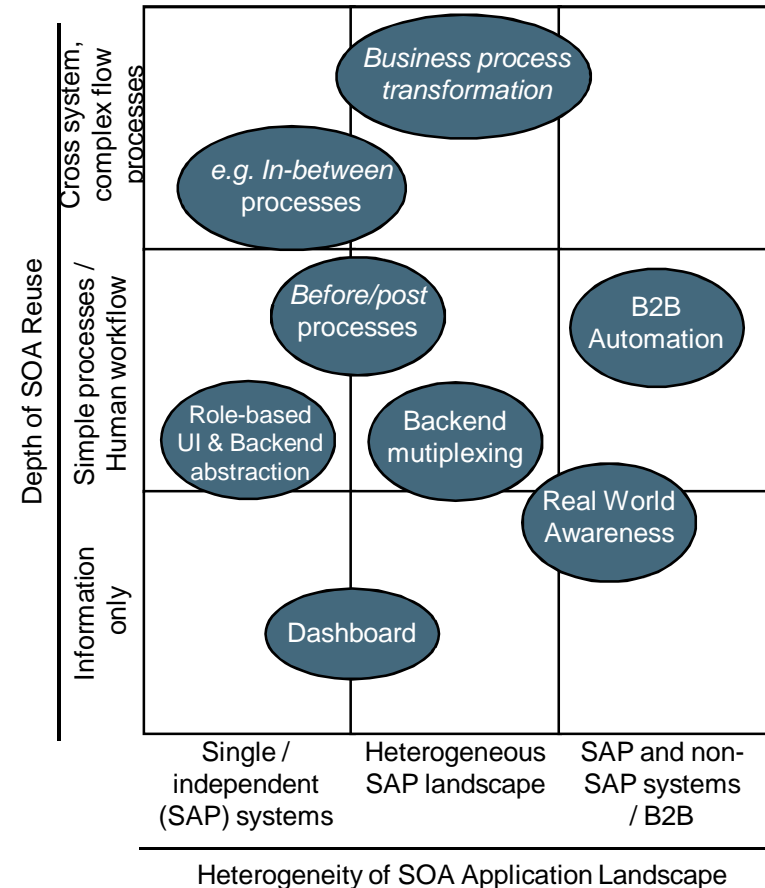 Depth of SOA Reuse
Cross system,
complex flow
processes
Simple processes /
Human workflow
Information
only
Business process
transformation
e.g. In-between
processes
Before/post
processes
B2B
Automation
Role-based
UI & Backend
abstraction
Backend
mutiplexing
Real World
Awareness
Dashboard
Single /
independent
(SAP) systems
Heterogeneous
SAP landscape
SAP and non-
SAP systems
/ B2B
Heterogeneity of SOA Application Landscape